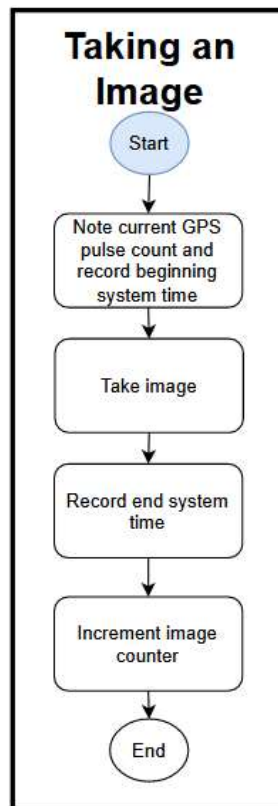 Taking an
Image
Start
Note current GPS
pulse count and
record beginning
system time
Take image
Record end system
time
Increment image
counter
End